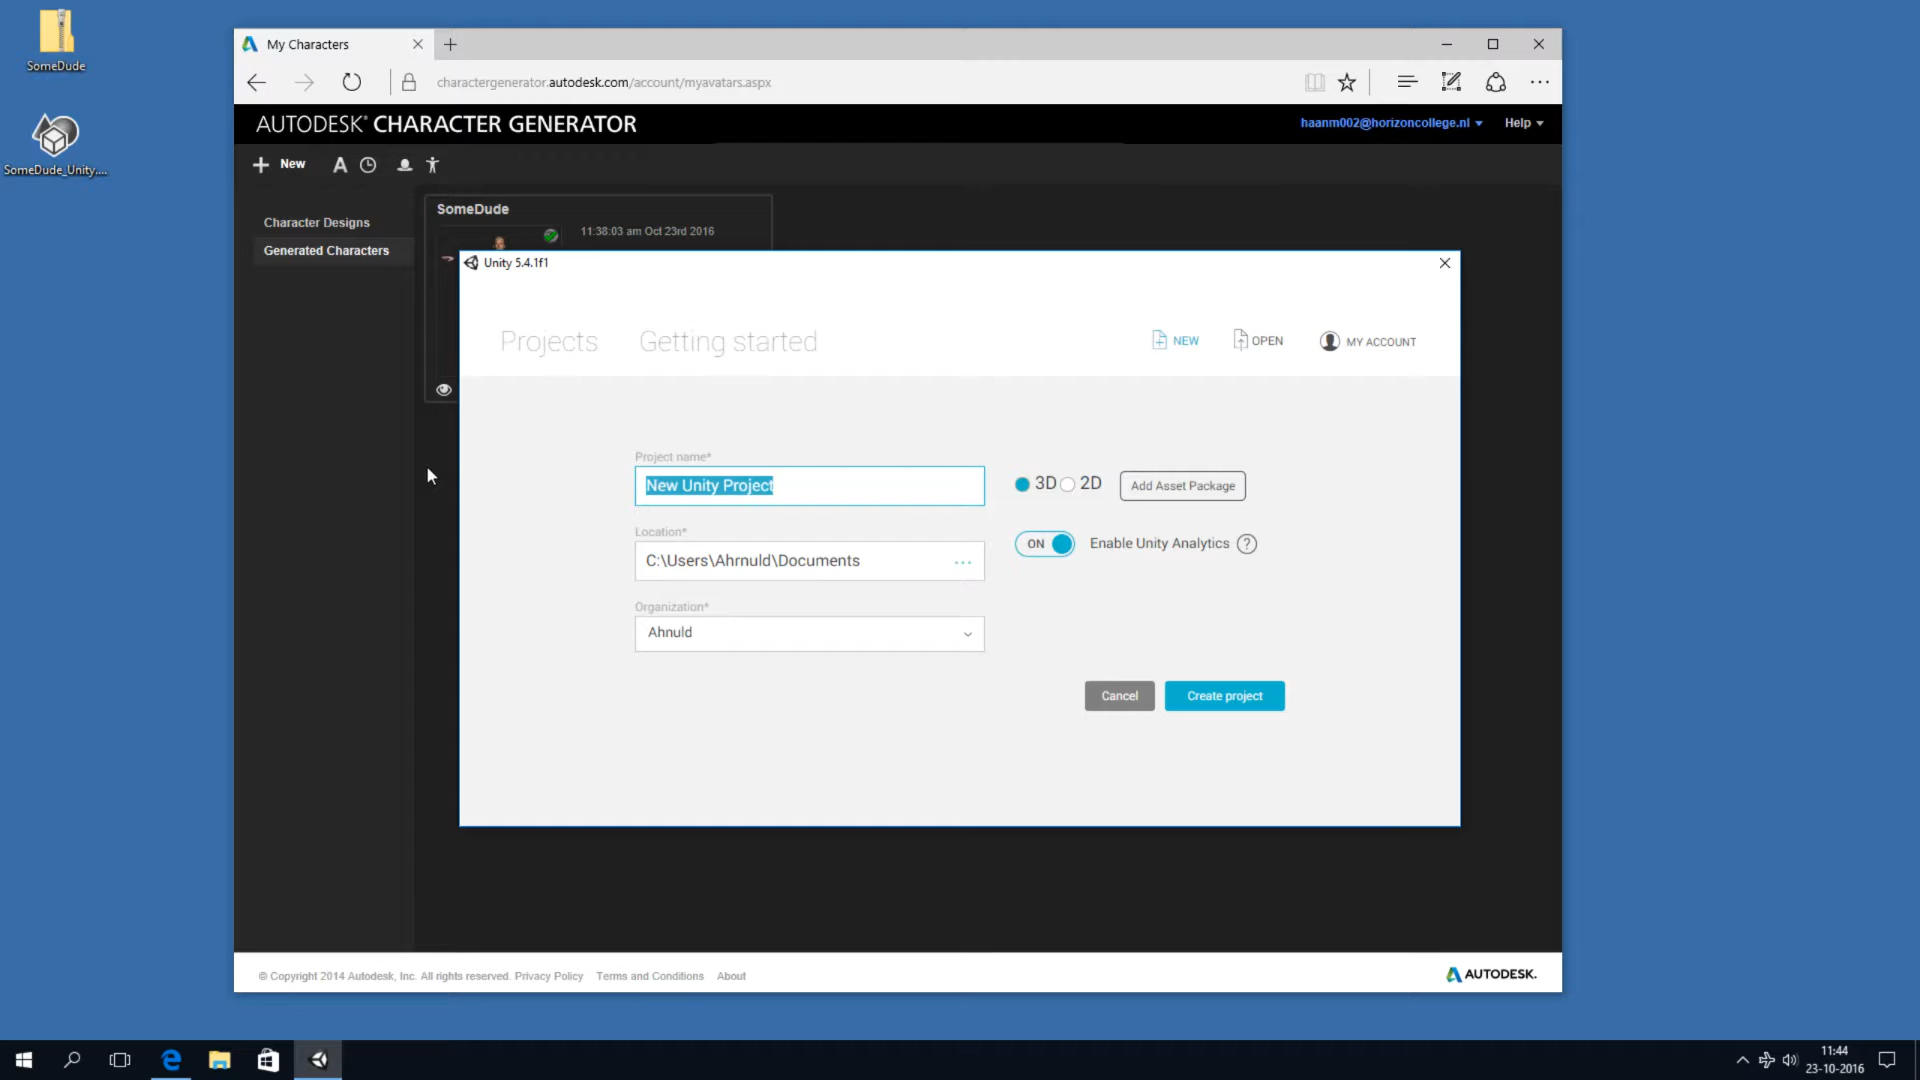 SomeDude
SomeDude_Unity....
My Characters
charactergenerator.autodesk.com/account/myavatars.aspx
AUTODESK® CHARACTER GENERATOR
haanm002@horizoncollege.nl
Help
New
A
Character Designs
Generated Characters
SomeDude
11:38:03 am Oct 23rd 2016
Unity 5.4.1f1
Projects
Getting started
NEW
OPEN
MY ACCOUNT
Project name*
New Unity Project
3D
2D
Add Asset Package
Location*
C:\Users\Ahrnuld\Documents
...
ON
Enable Unity Analytics
?
Organization*
Ahnuld
Cancel
Create project
© Copyright 2014 Autodesk, Inc. All rights reserved. Privacy Policy Terms and Conditions About
AUTODESK.
11:44
23-10-2016